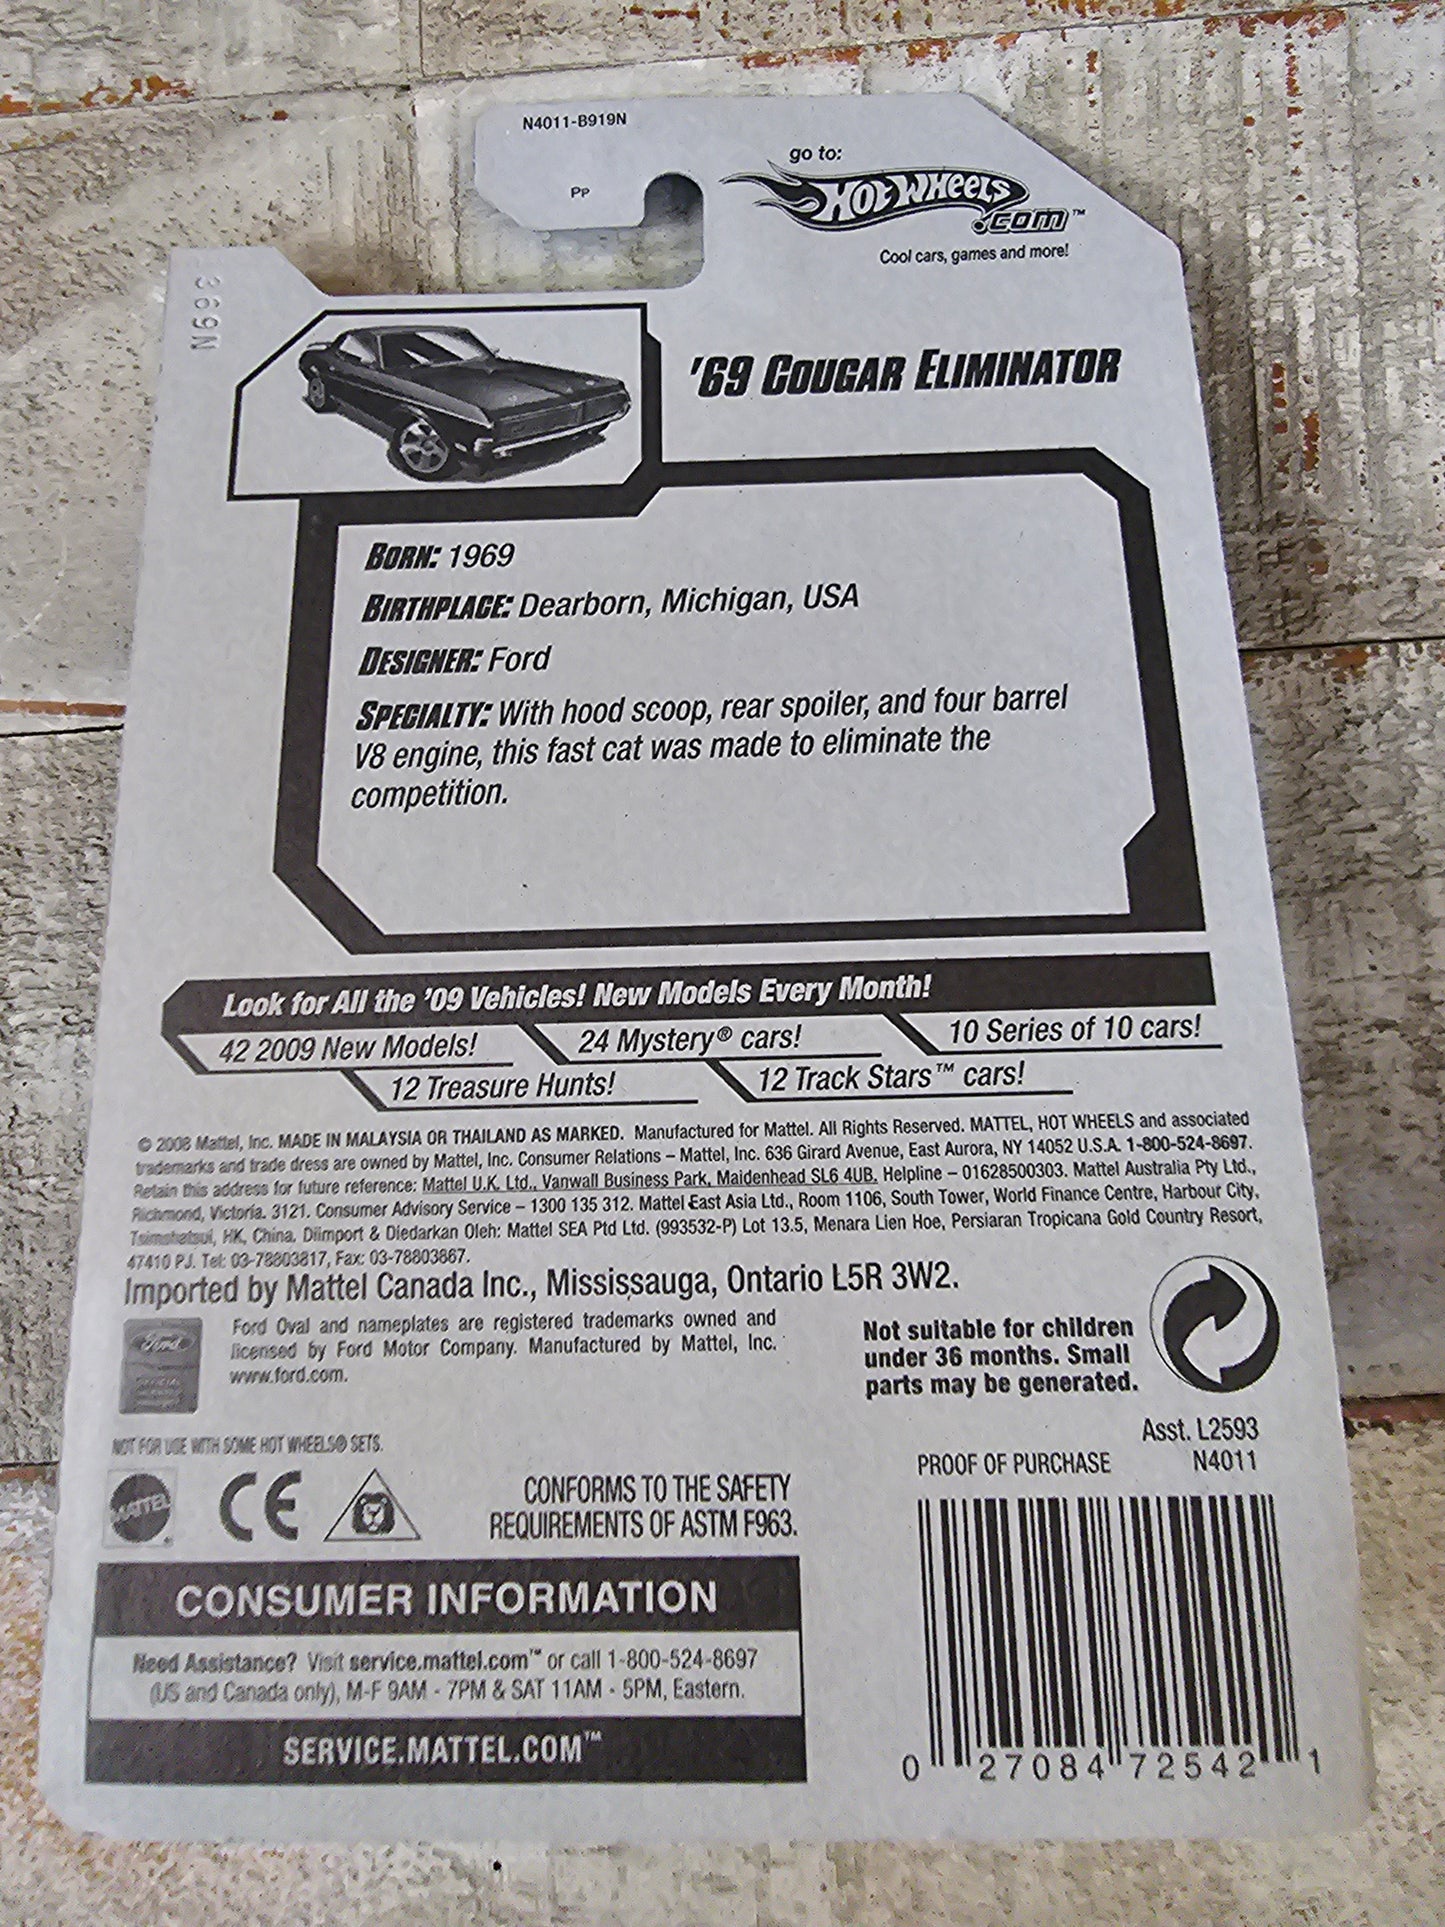 N4011-B919N
PP
go to:
HOT WHEELS
.COM™
Cool cars, games and more!
369N
'69 COUGAR ELIMINATOR
BORN: 1969
BIRTHPLACE: Dearborn, Michigan, USA
DESIGNER: Ford
SPECIALTY: With hood scoop, rear spoiler, and four barrel
V8 engine, this fast cat was made to eliminate the
competition.
Look for All the '09 Vehicles! New Models Every Month!
42 2009 New Models!
24 Mystery® cars!
10 Series of 10 cars!
12 Treasure Hunts!
12 Track Stars™ cars!
© 2008 Mattel, Inc. MADE IN MALAYSIA OR THAILAND AS MARKED. Manufactured for Mattel. All Rights Reserved. MATTEL, HOT WHEELS and associated
trademarks and trade dress are owned by Mattel, Inc. Consumer Relations – Mattel, Inc. 636 Girard Avenue, East Aurora, NY 14052 U.S.A. 1-800-524-8697.
Retain this address for future reference: Mattel U.K. Ltd., Vanwall Business Park, Maidenhead SL6 4UB. Helpline – 01628500303. Mattel Australia Pty Ltd.,
Richmond, Victoria. 3121. Consumer Advisory Service – 1300 135 312. Mattel East Asia Ltd., Room 1106, South Tower, World Finance Centre, Harbour City,
Tsimshatsui, HK, China. Diimport & Diedarkan Oleh: Mattel SEA Ptd Ltd. (993532-P) Lot 13.5, Menara Lien Hoe, Persiaran Tropicana Gold Country Resort,
47410 PJ. Tel: 03-78803817, Fax: 03-78803867.
Imported by Mattel Canada Inc., Mississauga, Ontario L5R 3W2.
Ford
OFFICIAL
Ford Oval and nameplates are registered trademarks owned and
licensed by Ford Motor Company. Manufactured by Mattel, Inc.
www.ford.com.
Not suitable for children
under 36 months. Small
parts may be generated.
NOT FOR USE WITH SOME HOT WHEELS® SETS.
MATTEL
CE
CONFORMS TO THE SAFETY
REQUIREMENTS OF ASTM F963.
Asst. L2593
PROOF OF PURCHASE N4011
CONSUMER INFORMATION
Need Assistance? Visit service.mattel.com™ or call 1-800-524-8697
(US and Canada only), M-F 9AM - 7PM & SAT 11AM - 5PM, Eastern.
SERVICE.MATTEL.COM™
0 27084 72542 1